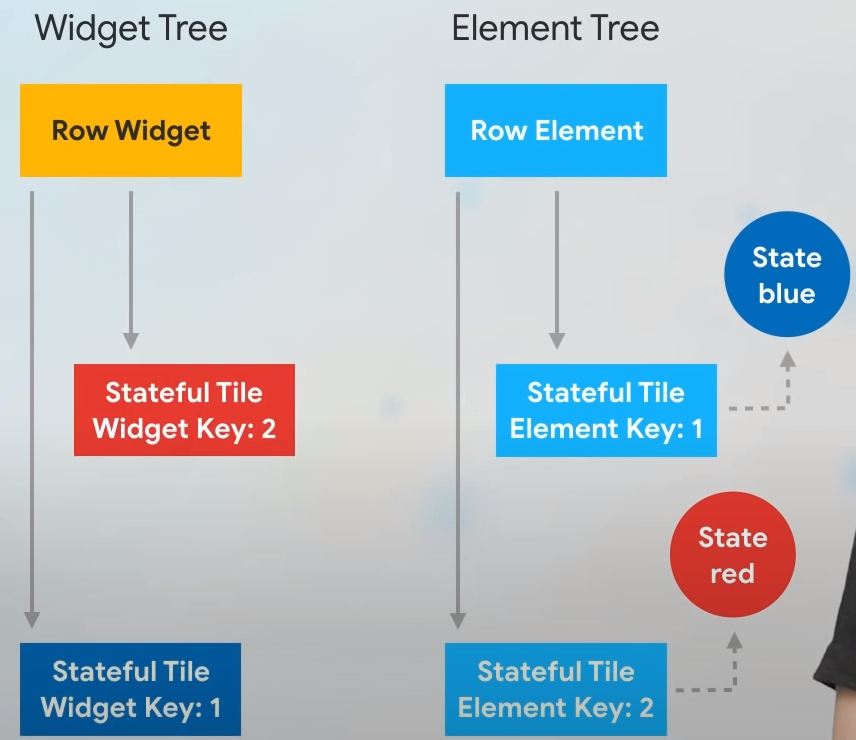 Widget Tree
Element Tree
Row Widget
Row Element
State
blue
Stateful Tile
Widget Key: 2
Stateful Tile
Element Key: 1
State
red
Stateful Tile
Widget Key: 1
Stateful Tile
Element Key: 2